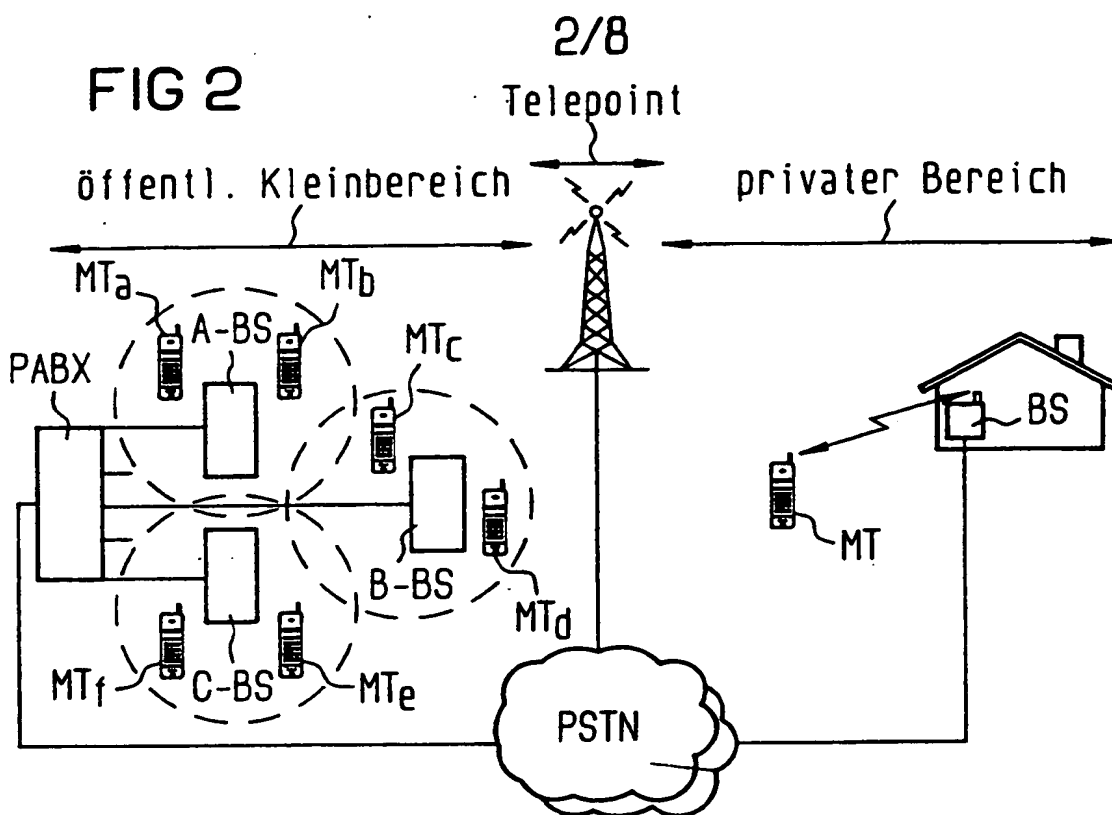 2/8
FIG 2
Telepoint
öffentl. Kleinbereich
privater Bereich
MTa
MTb
A-BS
MTc
PABX
BS
MT
B-BS
MTd
MTf
C-BS
MTe
PSTN